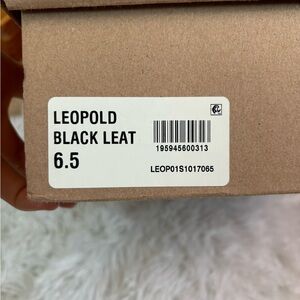 LEOPOLD
BLACK LEAT
6.5
195945600313
LEOP01S1017065